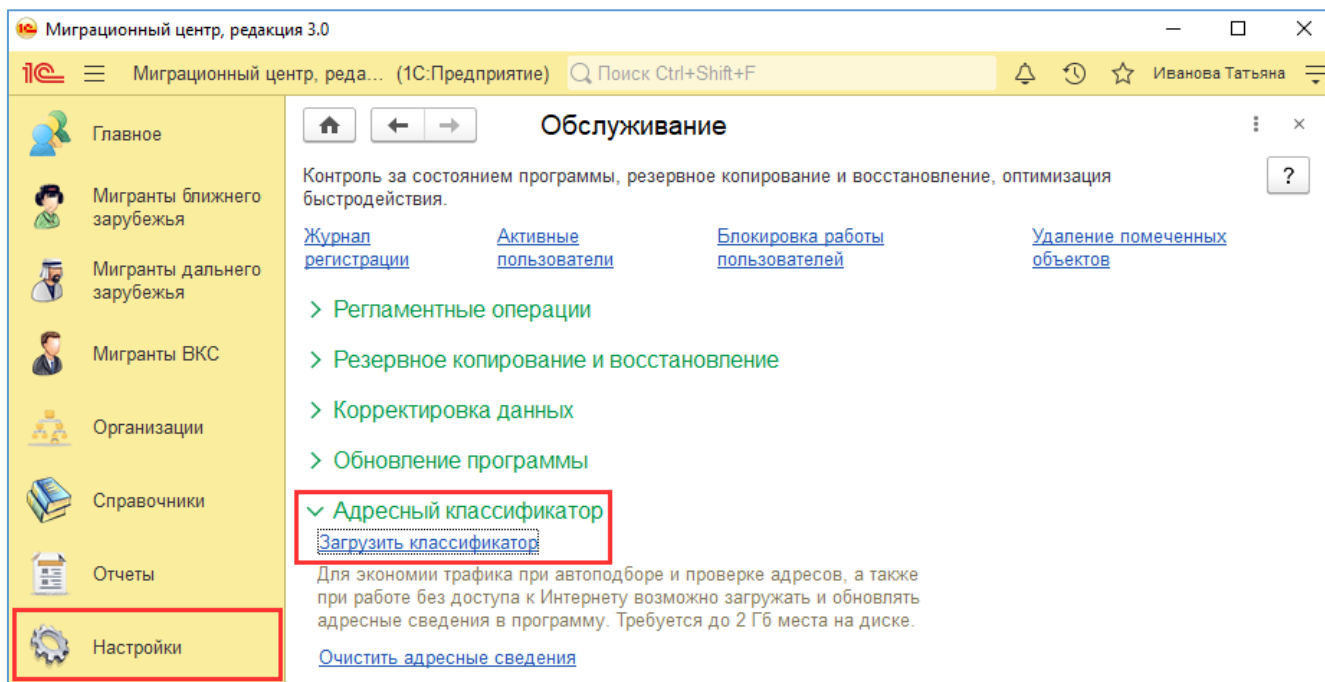 Миграционный центр, редакция 3.0
Миграционный центр, реда... (1С:Предприятие) Поиск Ctrl+Shift+F Иванова Татьяна
Главное
Мигранты ближнего
зарубежья
Мигранты дальнего
зарубежья
Мигранты ВКС
Организации
Справочники
Отчеты
Настройки
Обслуживание
Контроль за состоянием программы, резервное копирование и восстановление, оптимизация
быстродействия.
?
Журнал
регистрации
Активные
пользователи
Блокировка работы
пользователей
Удаление помеченных
объектов
Регламентные операции
Резервное копирование и восстановление
Корректировка данных
Обновление программы
Адресный классификатор
Загрузить классификатор
Для экономии трафика при автоподборе и проверке адресов, а также
при работе без доступа к Интернету возможно загружать и обновлять
адресные сведения в программу. Требуется до 2 Гб места на диске.
Очистить адресные сведения